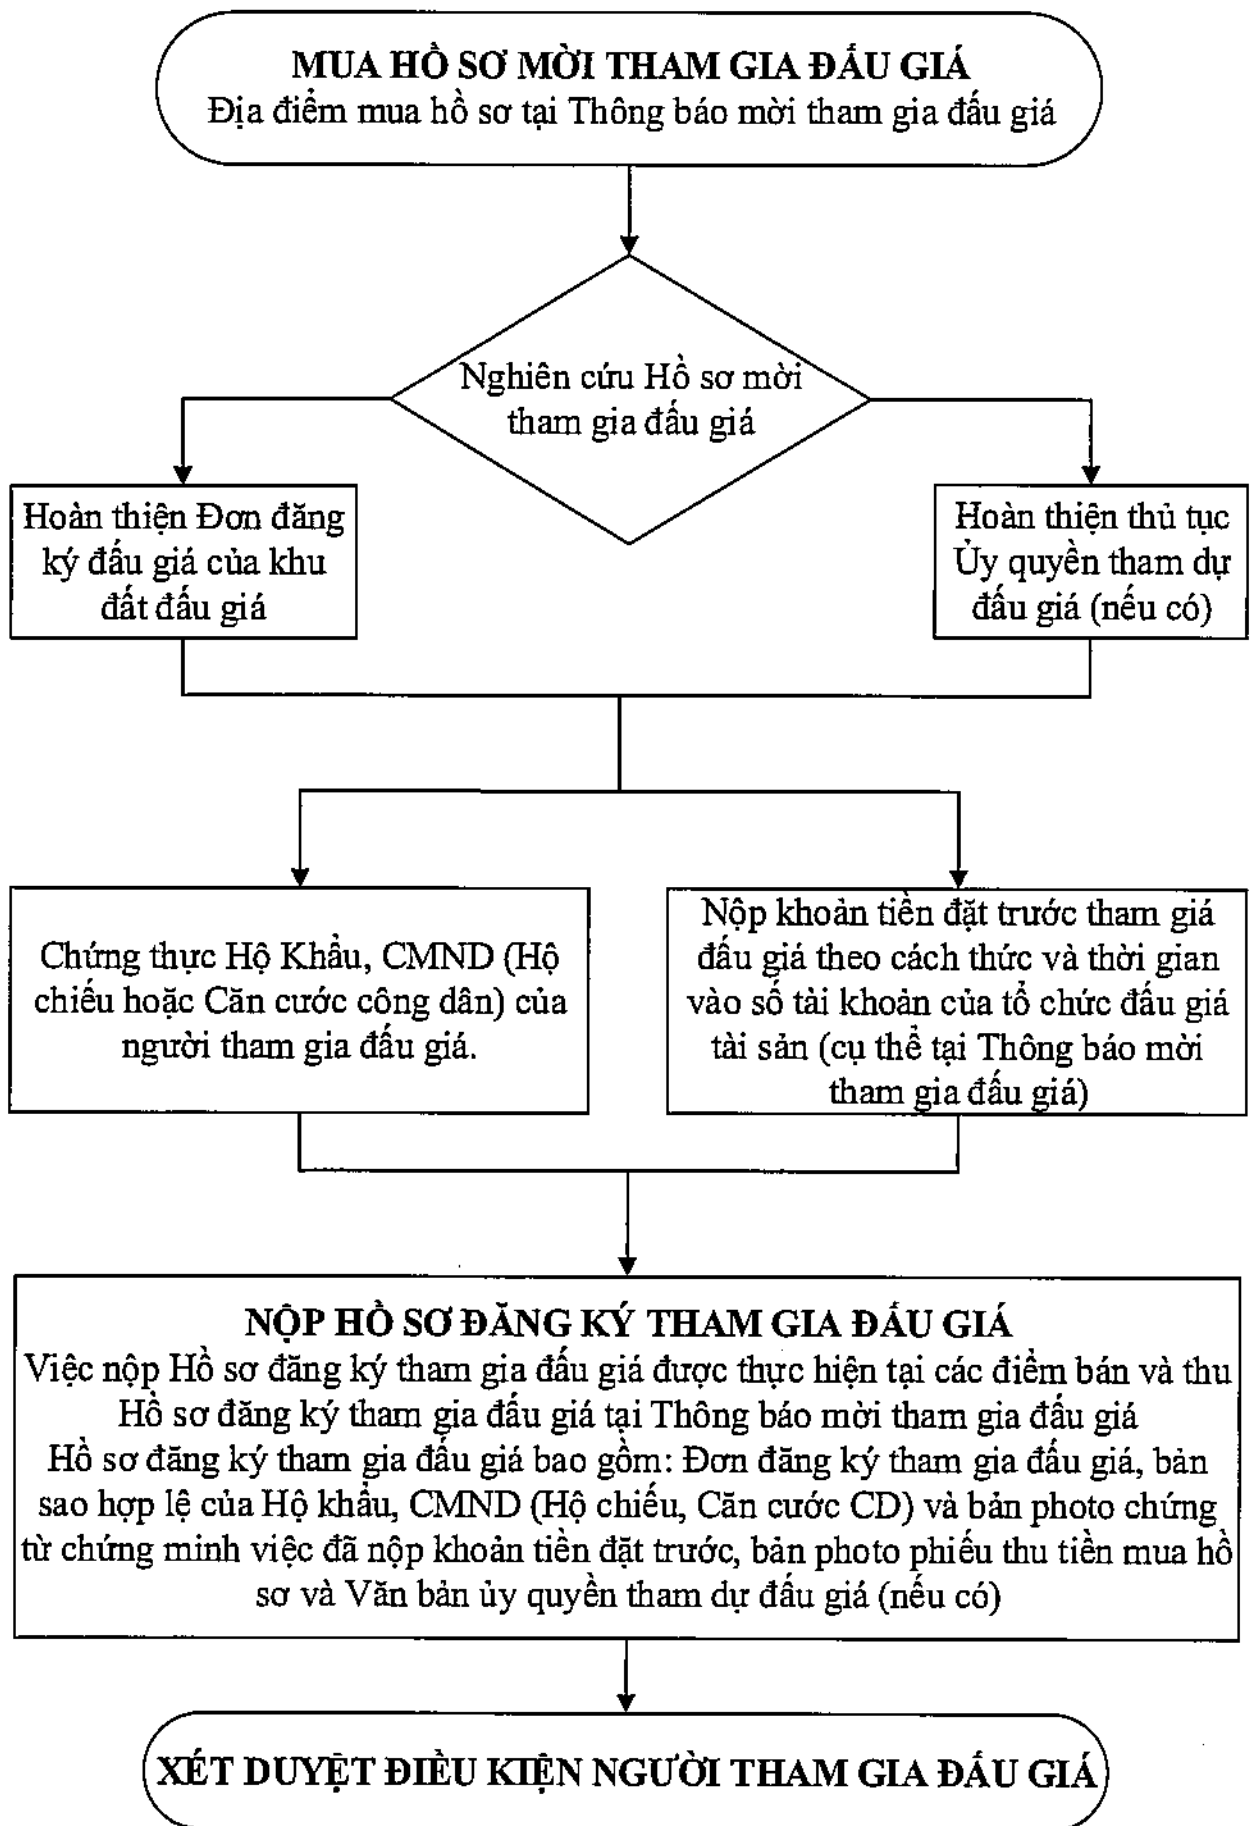 MUA HỒ SƠ MỜI THAM GIA ĐẤU GIÁ
Địa điểm mua hồ sơ tại Thông báo mời tham gia đấu giá
Nghiên cứu Hồ sơ mời
tham gia đấu giá
Hoàn thiện Đơn đăng
ký đấu giá của khu
đất đấu giá
Hoàn thiện thủ tục
Ủy quyền tham dự
đấu giá (nếu có)
Chứng thực Hộ Khẩu, CMND (Hộ
chiếu hoặc Căn cước công dân) của
người tham gia đấu giá.
Nộp khoản tiền đặt trước tham giá
đấu giá theo cách thức và thời gian
vào số tài khoản của tổ chức đấu giá
tài sản (cụ thể tại Thông báo mời
tham gia đấu giá)
NỘP HỒ SƠ ĐĂNG KÝ THAM GIA ĐẤU GIÁ
Việc nộp Hồ sơ đăng ký tham gia đấu giá được thực hiện tại các điểm bán và thu
Hồ sơ đăng ký tham gia đấu giá tại Thông báo mời tham gia đấu giá
Hồ sơ đăng ký tham gia đấu giá bao gồm: Đơn đăng ký tham gia đấu giá, bản
sao hợp lệ của Hộ khẩu, CMND (Hộ chiếu, Căn cước CD) và bản photo chứng
từ chứng minh việc đã nộp khoản tiền đặt trước, bản photo phiếu thu tiền mua hồ
sơ và Văn bản ủy quyền tham dự đấu giá (nếu có)
XÉT DUYỆT ĐIỀU KIỆN NGƯỜI THAM GIA ĐẤU GIÁ